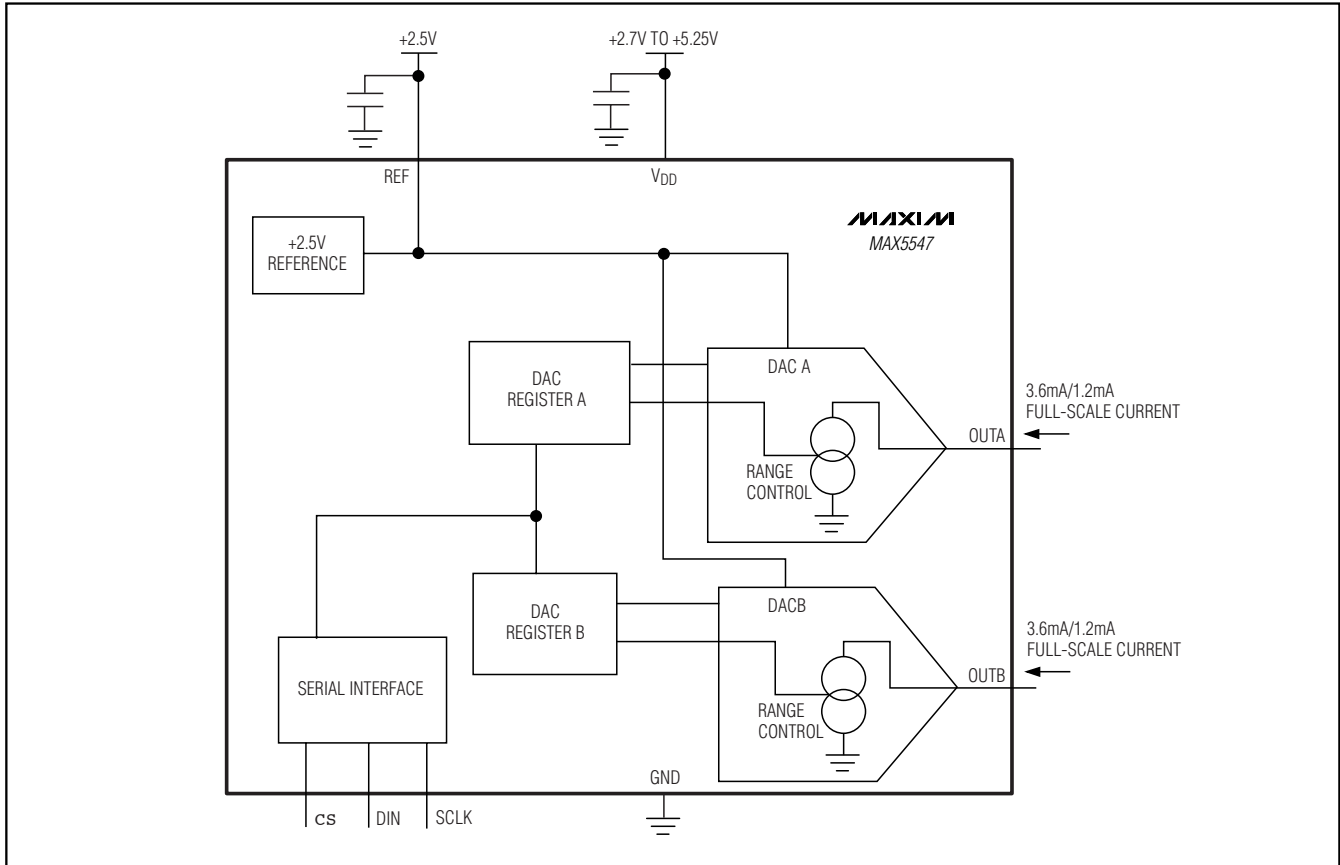 +2.5V
+2.7V TO +5.25V
REF
VDD
MAXIM
MAX5547
+2.5V
REFERENCE
DAC
REGISTER A
DAC A
RANGE
CONTROL
OUTA
3.6mA/1.2mA
FULL-SCALE CURRENT
DAC
REGISTER B
DACB
RANGE
CONTROL
OUTB
3.6mA/1.2mA
FULL-SCALE CURRENT
SERIAL INTERFACE
CS
DIN
SCLK
GND